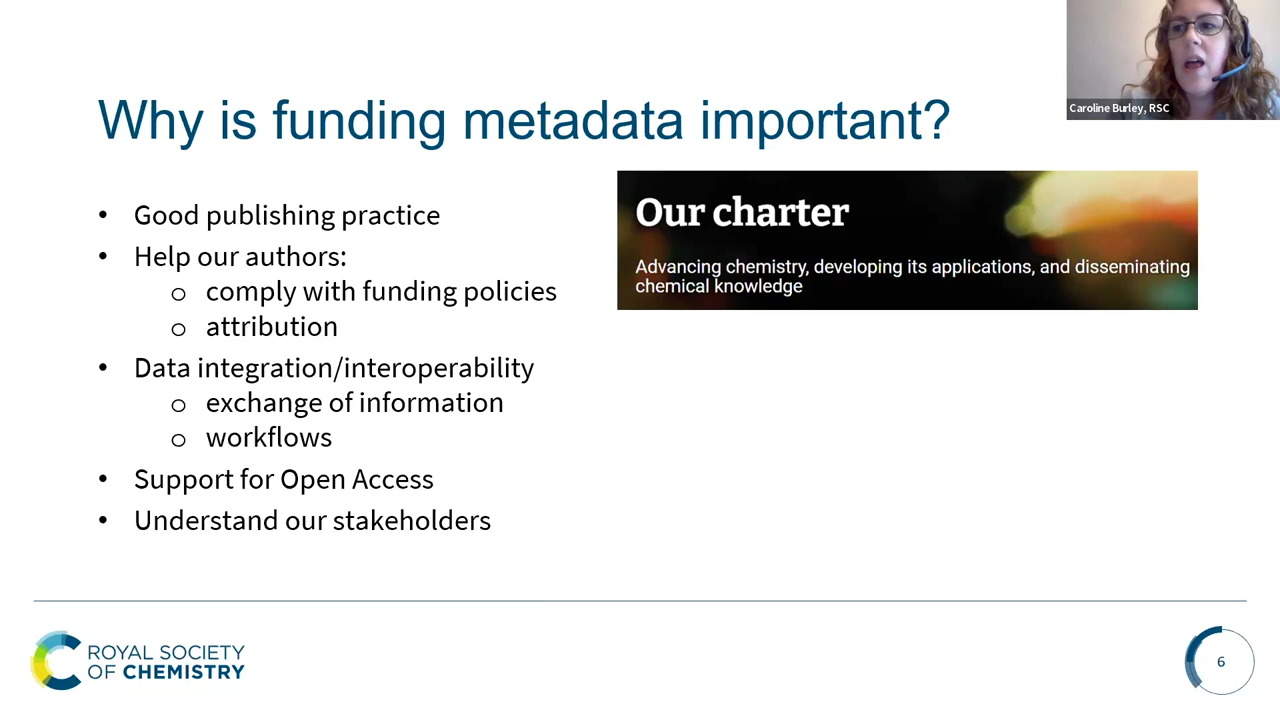 Caroline Burley, RSC
Why is funding metadata important?
• Good publishing practice
• Help our authors:
o comply with funding policies
o attribution
• Data integration/interoperability
o exchange of information
o workflows
• Support for Open Access
• Understand our stakeholders
Our charter
Advancing chemistry, developing its applications, and disseminating
chemical knowledge
ROYAL SOCIETY
OF CHEMISTRY
6